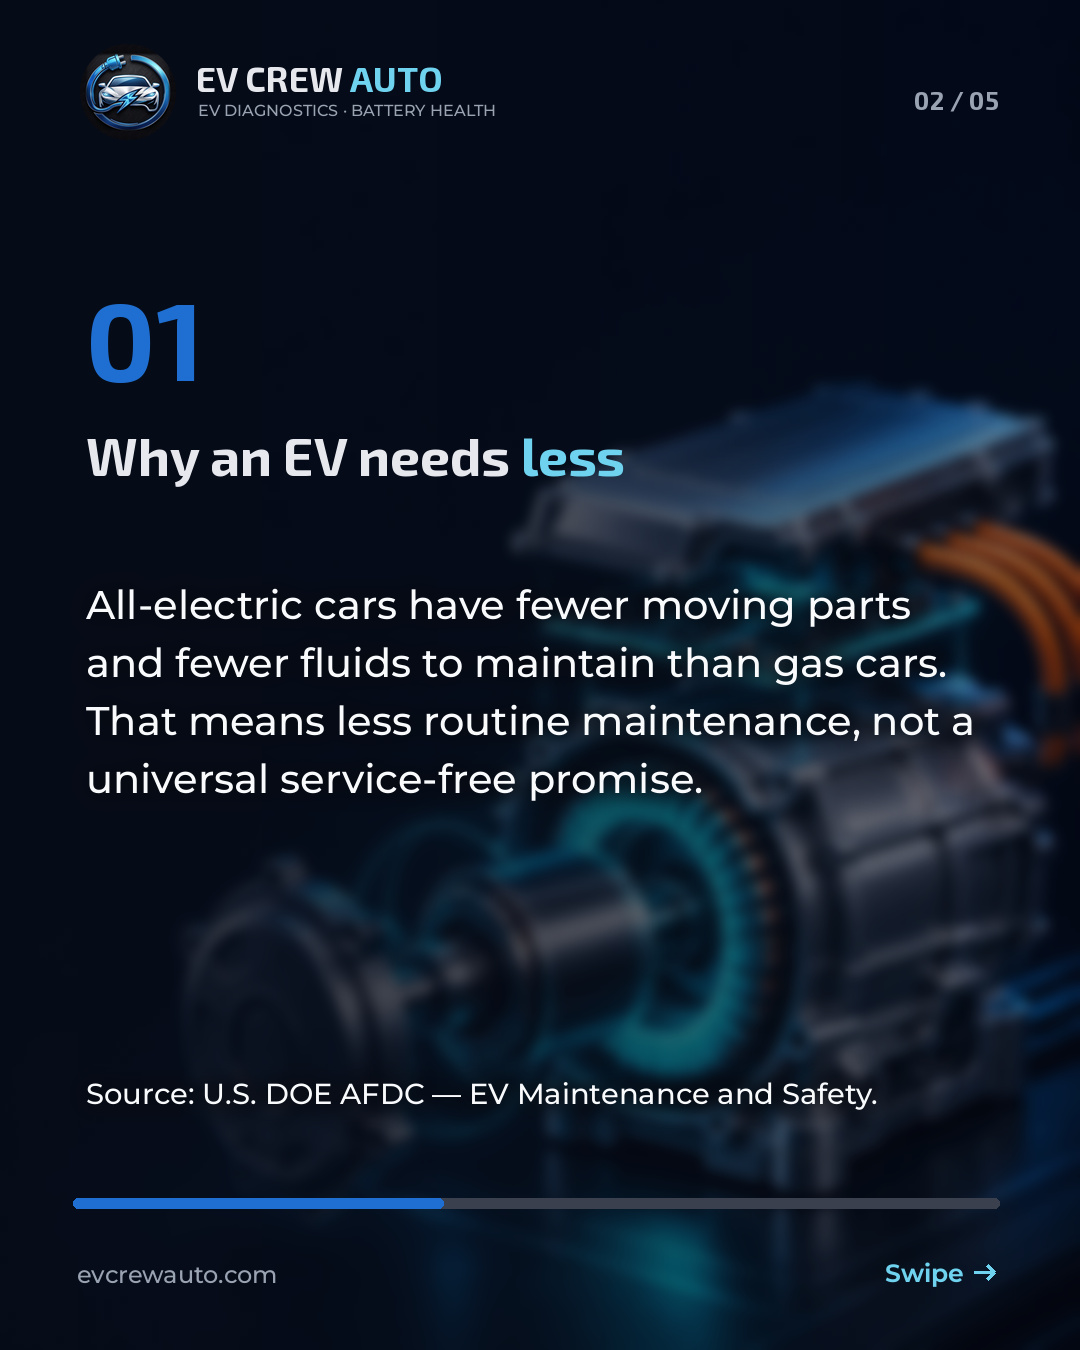 EV CREW AUTO
EV DIAGNOSTICS · BATTERY HEALTH
02 / 05
01
Why an EV needs less
All-electric cars have fewer moving parts
and fewer fluids to maintain than gas cars.
That means less routine maintenance, not a
universal service-free promise.
Source: U.S. DOE AFDC — EV Maintenance and Safety.
evcrewauto.com
Swipe →